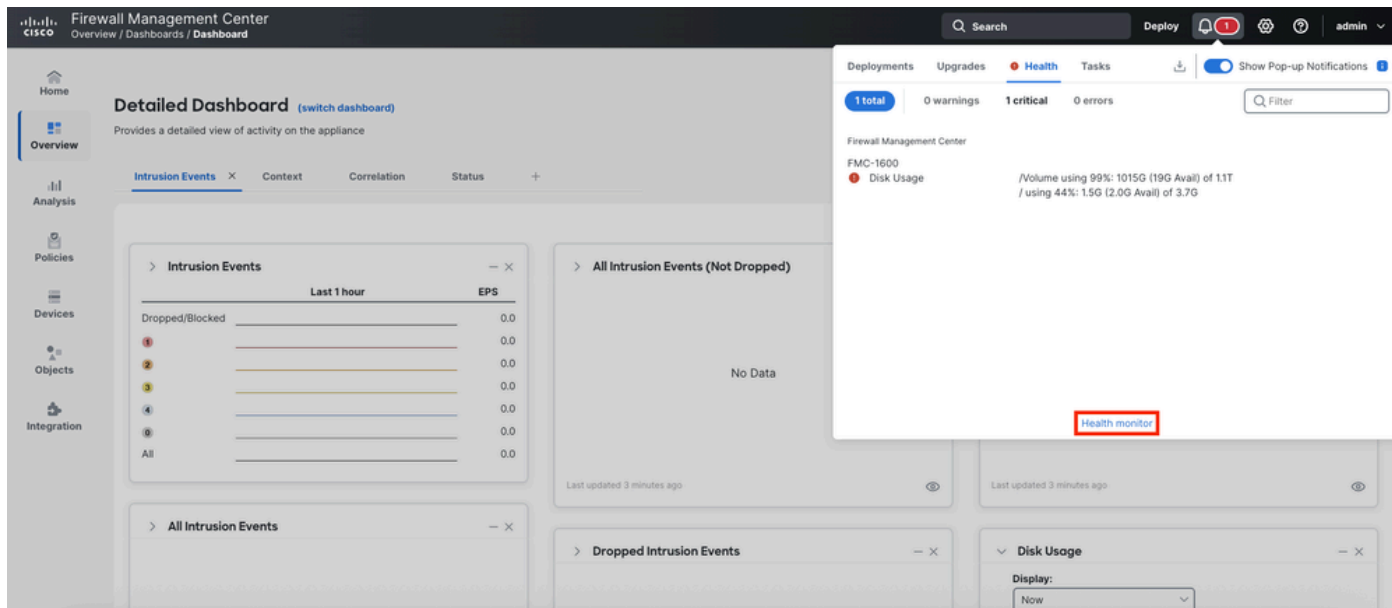 cisco
Firewall Management Center
Overview / Dashboards / Dashboard
Search
Deploy
1
admin
Home
Overview
Analysis
Policies
Devices
Objects
Integration
Detailed Dashboard (switch dashboard)
Provides a detailed view of activity on the appliance
Intrusion Events × Context Correlation Status +
Deployments Upgrades Health Tasks Show Pop-up Notifications
1 total 0 warnings 1 critical 0 errors Filter
Firewall Management Center
FMC-1600
Disk Usage /Volume using 99%: 1015G (19G Avail) of 1.1T
/ using 44%: 1.5G (2.0G Avail) of 3.7G
Health monitor
Intrusion Events
Last 1 hour EPS
Dropped/Blocked 0.0
1 0.0
2 0.0
3 0.0
4 0.0
0 0.0
All 0.0
All Intrusion Events (Not Dropped)
No Data
Last updated 3 minutes ago
Last updated 3 minutes ago
All Intrusion Events
Dropped Intrusion Events
Disk Usage
Display:
Now